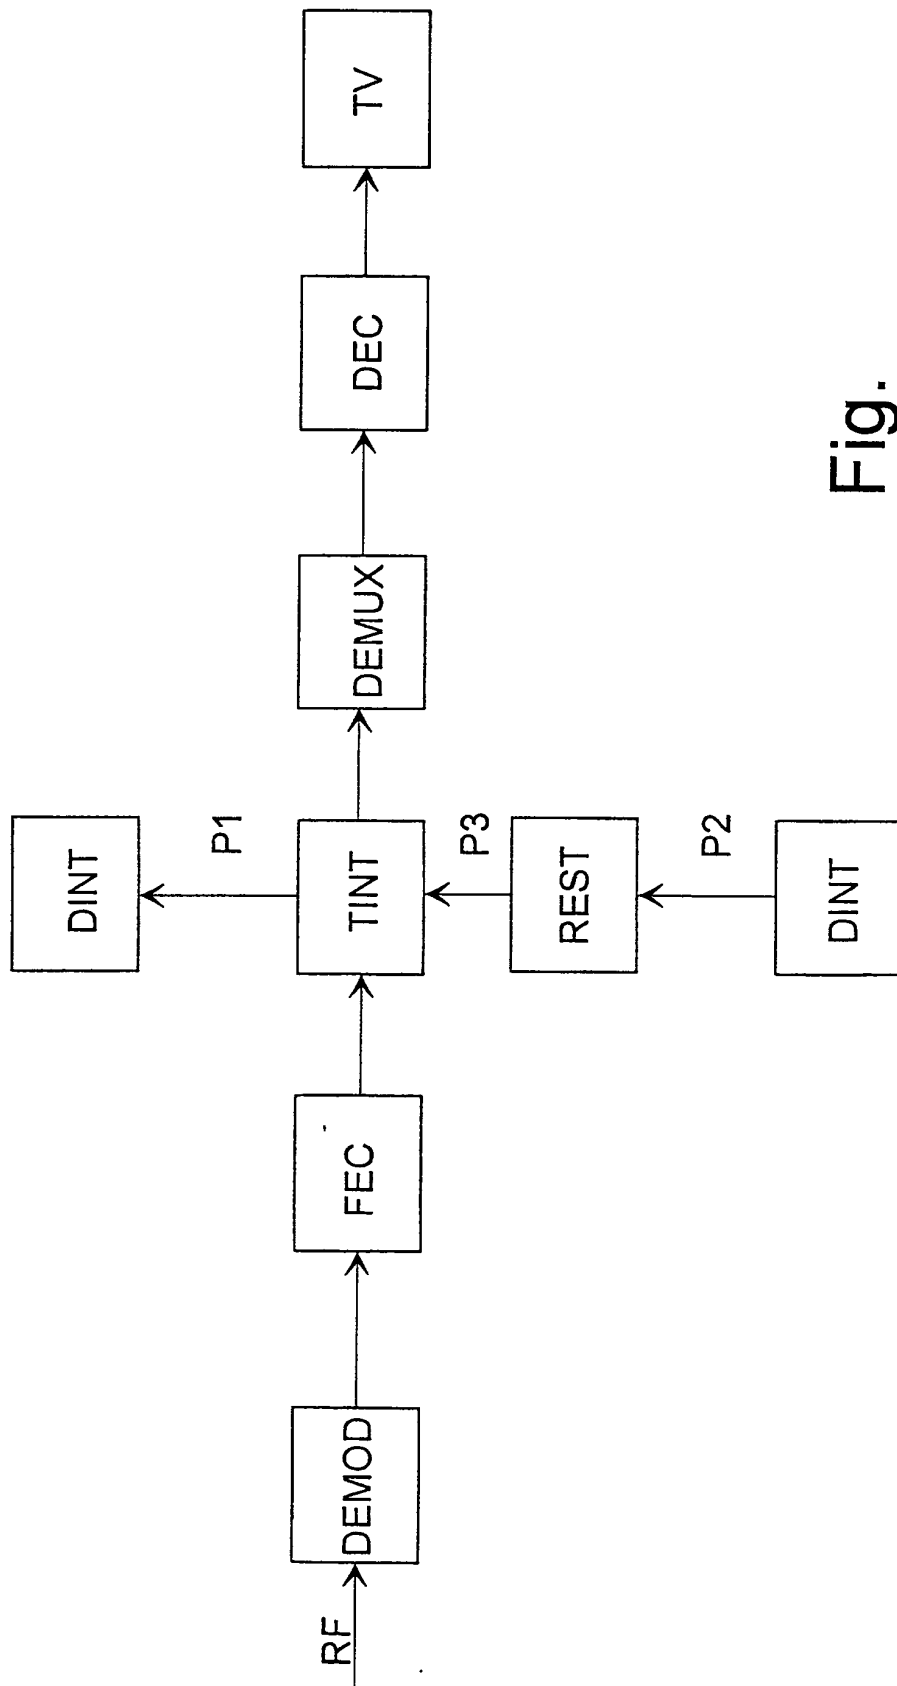 DINT
P1
RF
DEMOD
FEC
TINT
DEMUX
DEC
TV
P3
REST
P2
DINT
Fig.